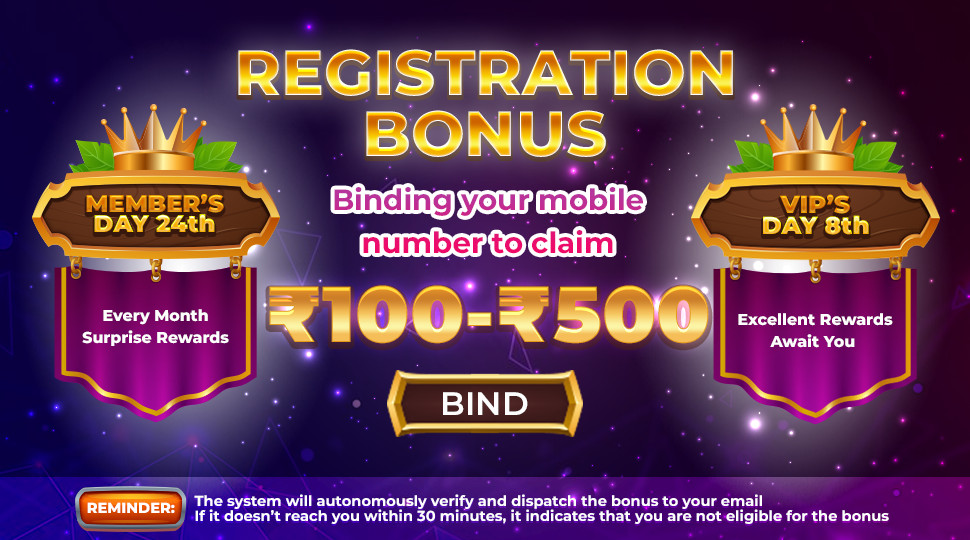 REGISTRATION
BONUS
Binding your mobile
number to claim
₹100-₹500
BIND
MEMBER'S
DAY 24th
Every Month
Surprise Rewards
VIP'S
DAY 8th
Excellent Rewards
Await You
REMINDER:
The system will autonomously verify and dispatch the bonus to your email
If it doesn't reach you within 30 minutes, it indicates that you are not eligible for the bonus